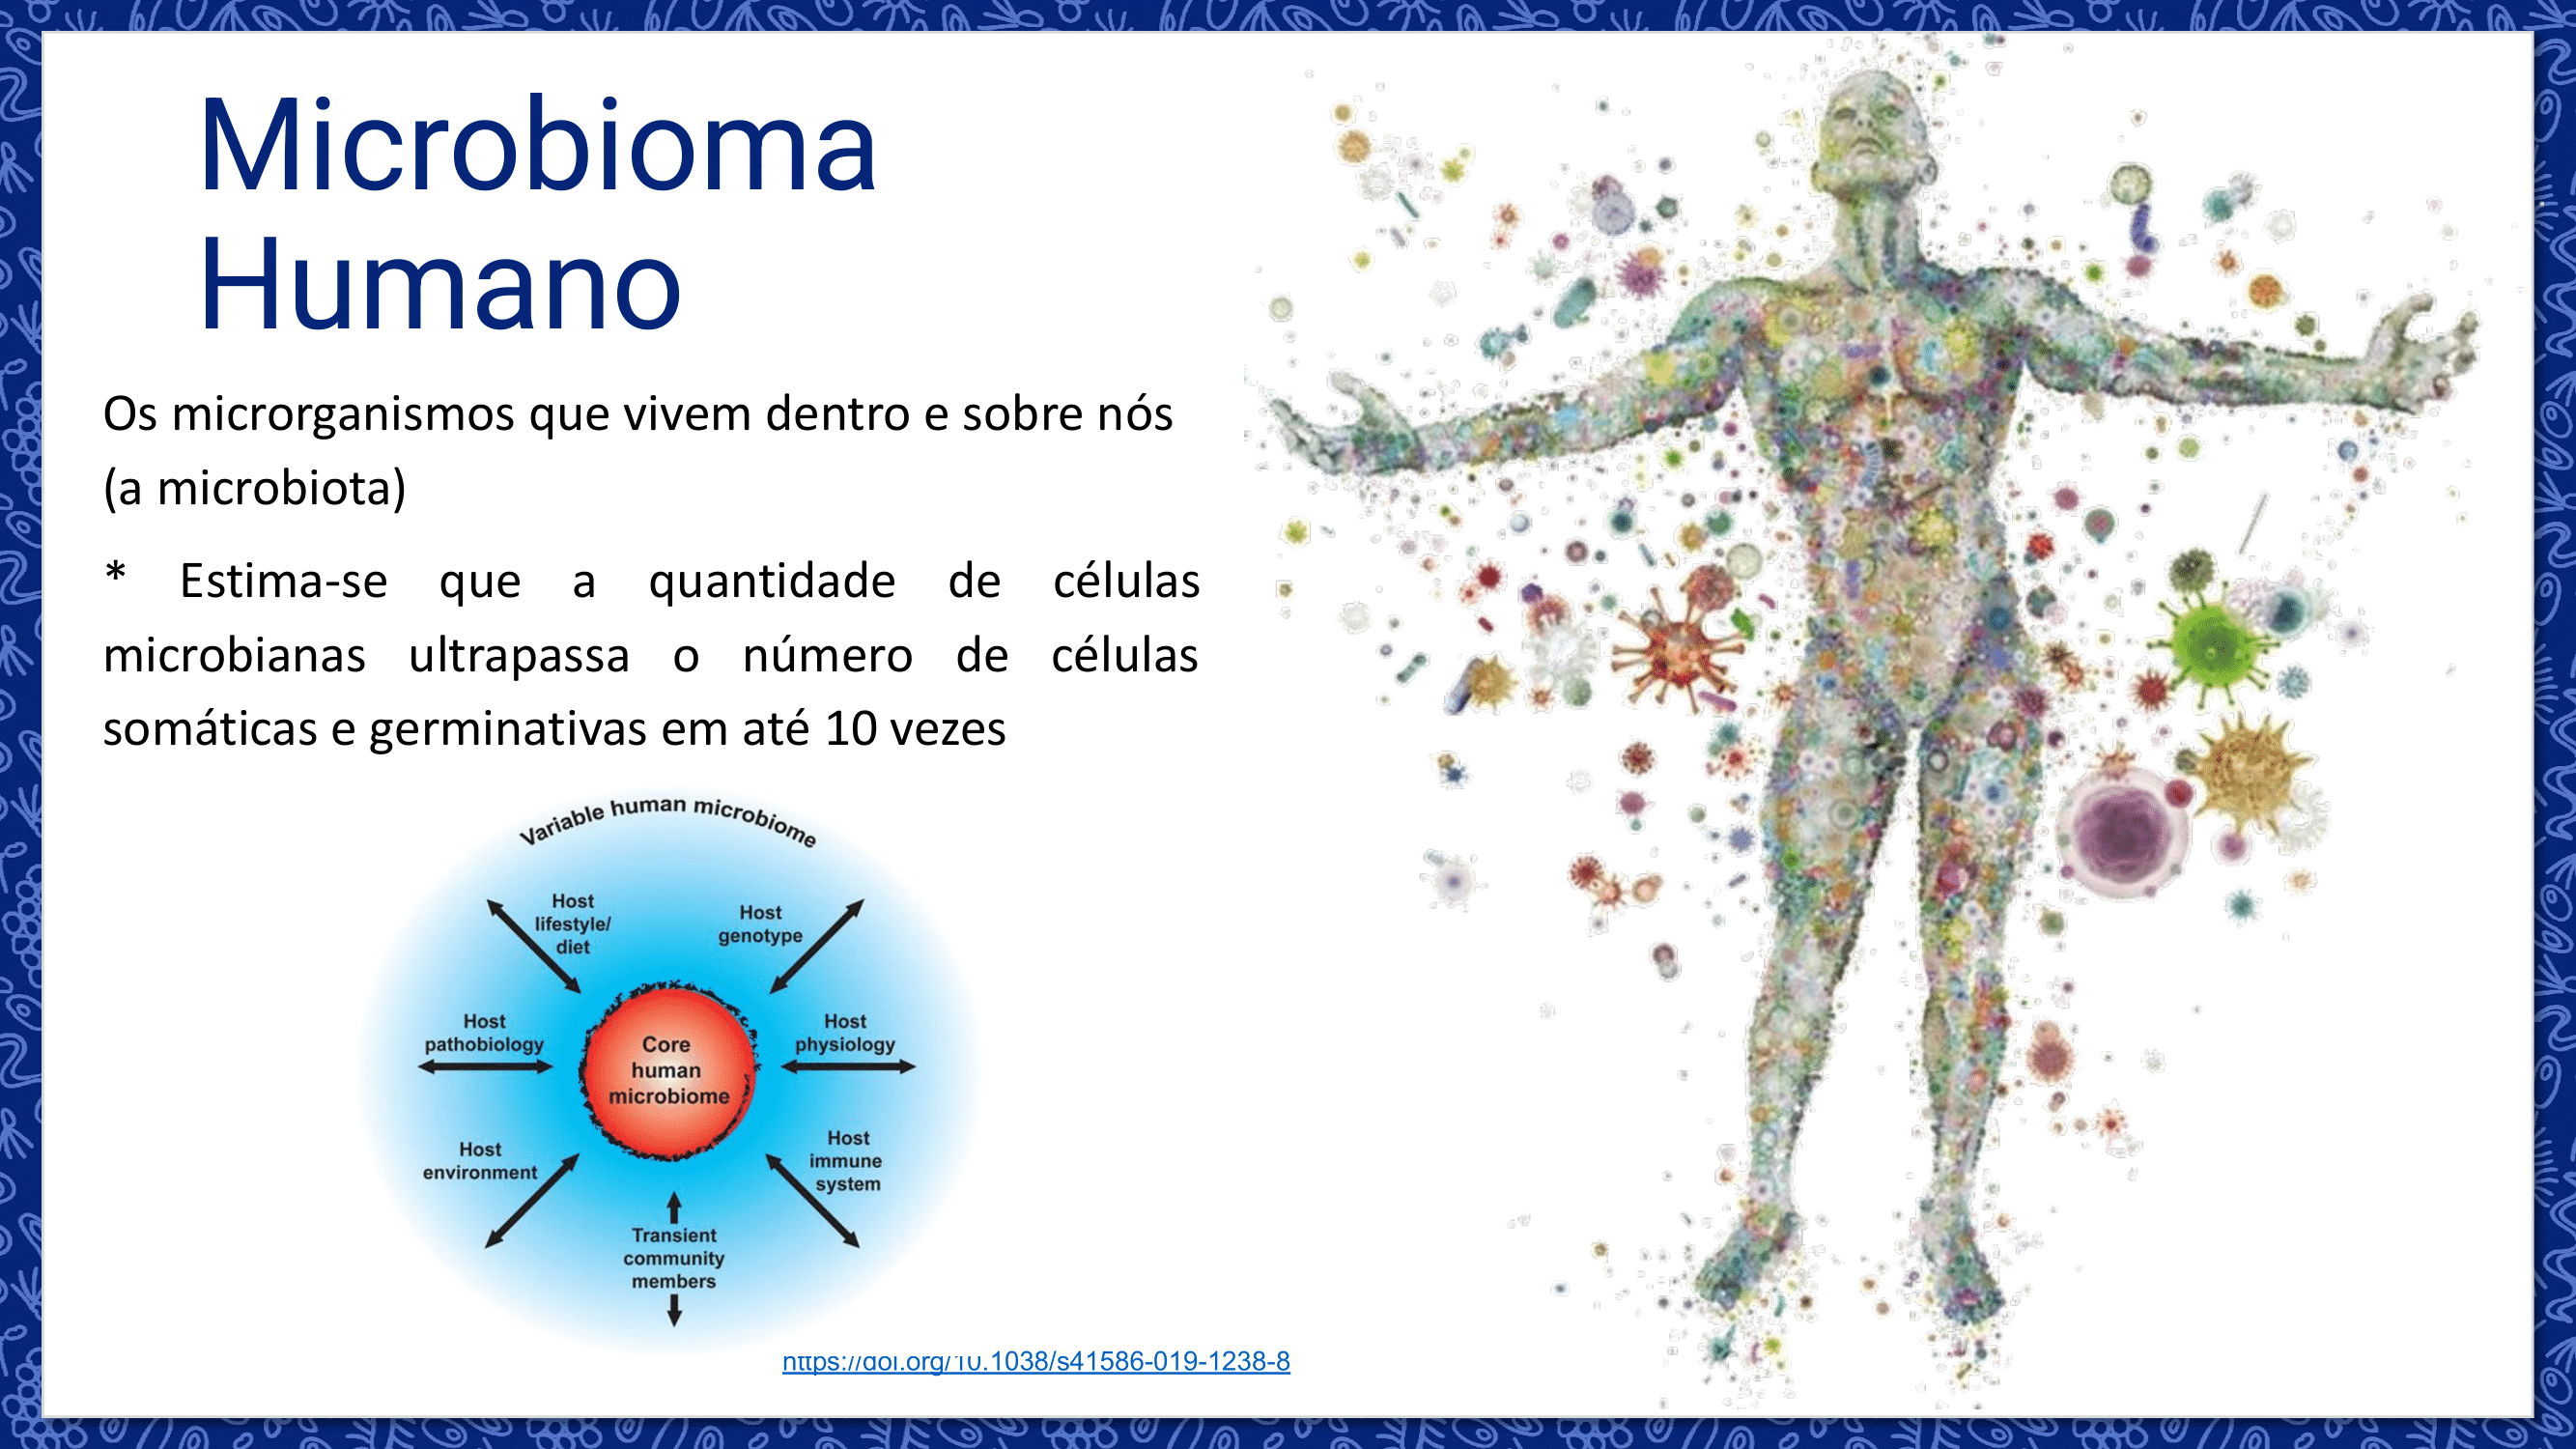 Microbioma
Humano
Os microrganismos que vivem dentro e sobre nós
(a microbiota)
* Estima-se que a quantidade de células
microbianas ultrapassa o número de células
somáticas e germinativas em até 10 vezes
Variable human microbiome
Host
lifestyle/
diet
Host
genotype
Host
pathobiology
Host
physiology
Core
human
microbiome
Host
environment
Host
immune
system
Transient
community
members
https://doi.org/10.1038/s41586-019-1238-8